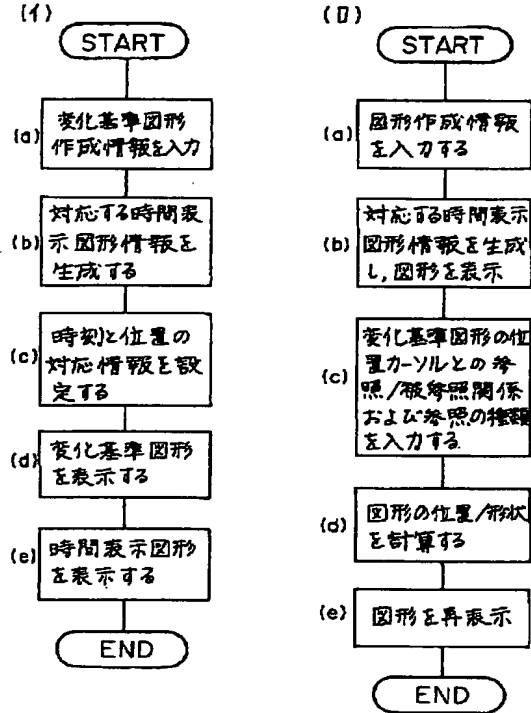 (イ)
START
(a)
変化基準図形
作成情報を入力
(b)
対応する時間表
示図形情報を
生成する
(c)
時刻と位置の
対応情報を設
定する
(d)
変化基準図形
を表示する
(e)
時間表示図形
を表示する
END
(ロ)
START
(a)
図形作成情報
を入力する
(b)
対応する時間表示
図形情報を生成
し,図形を表示
(c)
変化基準図形の位
置カーソルとの参
照/被参照関係
および参照の種類
を入力する
(d)
図形の位置/形状
を計算する
(e)
図形を再表示
END